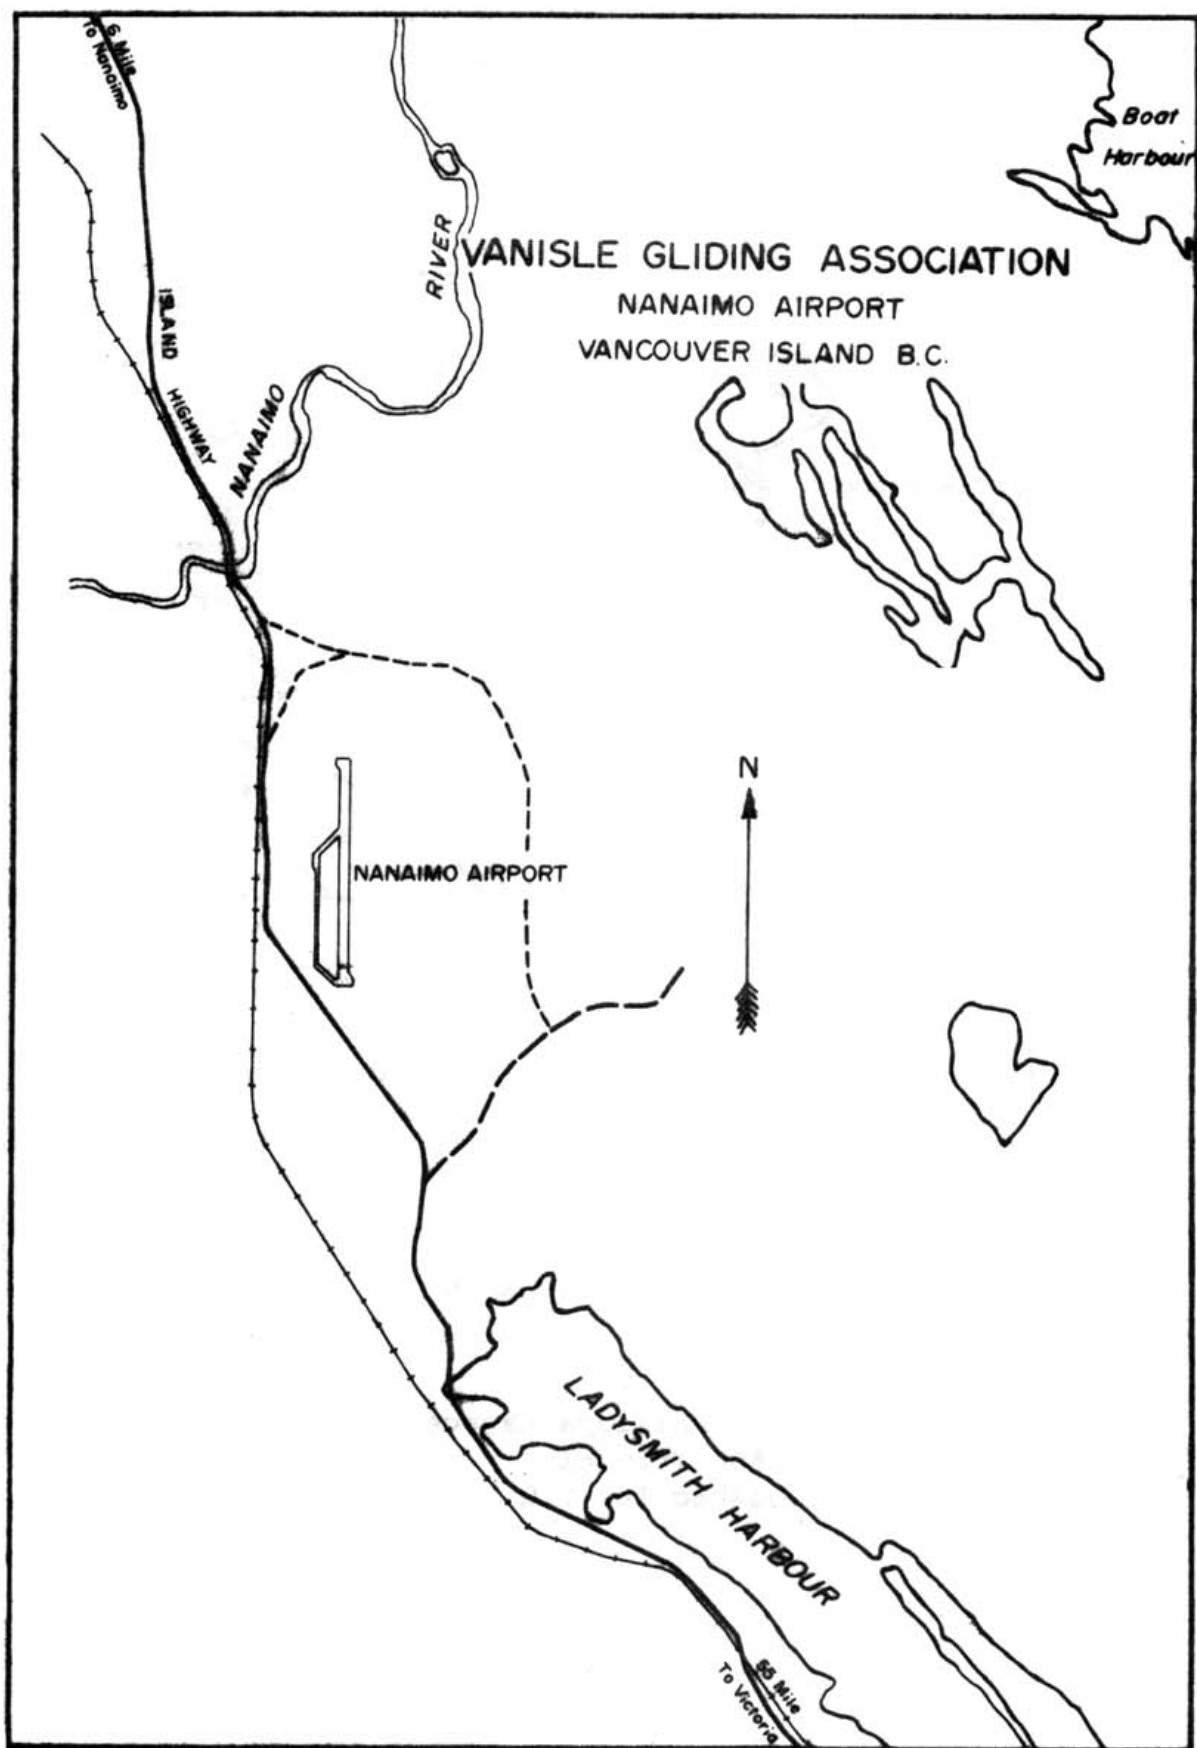 6 Mile
To Nanaimo
Boat
Harbour
RIVER
VANISLE GLIDING ASSOCIATION
NANAIMO AIRPORT
VANCOUVER ISLAND B.C.
ISLAND
HIGHWAY
NANAIMO
N
NANAIMO AIRPORT
LADYSMITH HARBOUR
55 Mile
To Victoria